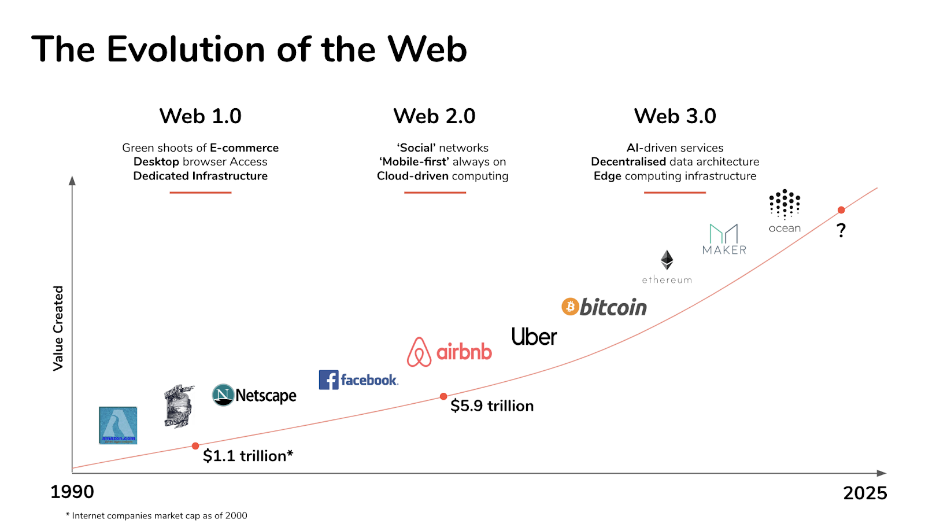 The Evolution of the Web
Web 1.0
Green shoots of E-commerce
Desktop browser Access
Dedicated Infrastructure
Web 2.0
‘Social’ networks
‘Mobile-first’ always on
Cloud-driven computing
Web 3.0
AI-driven services
Decentralised data architecture
Edge computing infrastructure
Value Created
amazon.com
Netscape
facebook.
airbnb
Uber
bitcoin
ethereum
MAKER
ocean
$1.1 trillion*
$5.9 trillion
?
1990
2025
* Internet companies market cap as of 2000